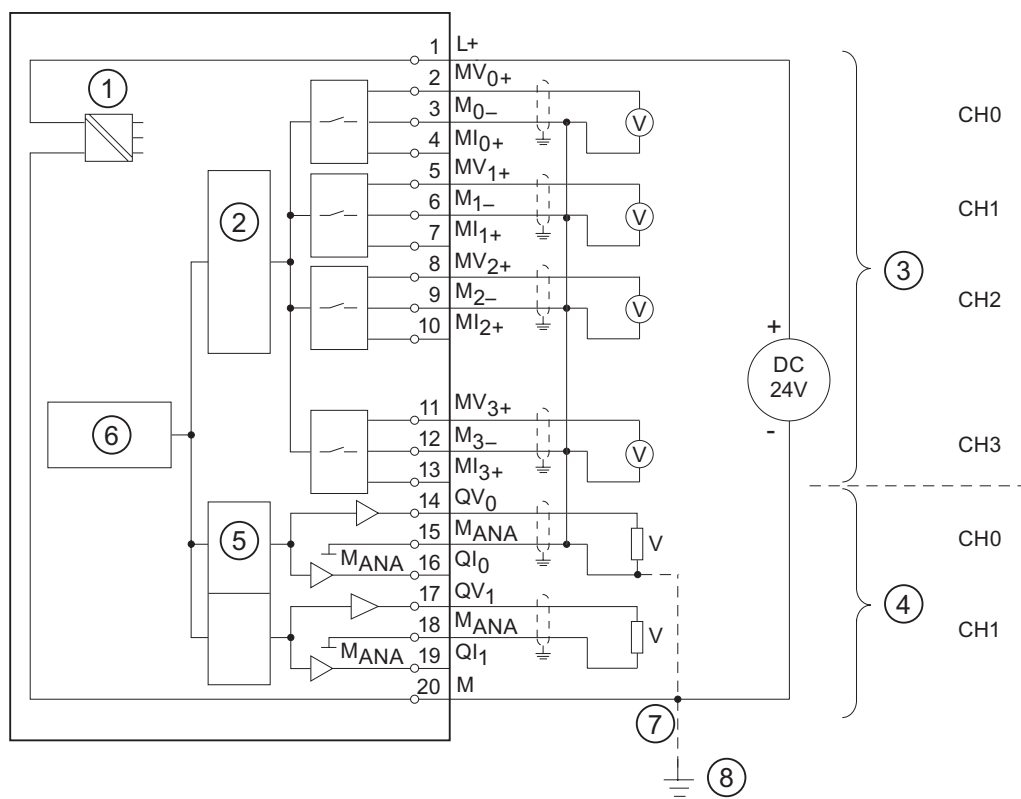 1 L+
2 MV0+
3 M0–
4 MI0+
5 MV1+
6 M1–
7 MI1+
8 MV2+
9 M2–
10 MI2+
11 MV3+
12 M3–
13 MI3+
14 QV0
15 MANA
16 QI0
17 QV1
18 MANA
19 QI1
20 M
①
②
⑥
⑤
MANA
MANA
V
V
V
V
V
V
+
DC
24V
-
③
④
⑦
⑧
CH0
CH1
CH2
CH3
CH0
CH1